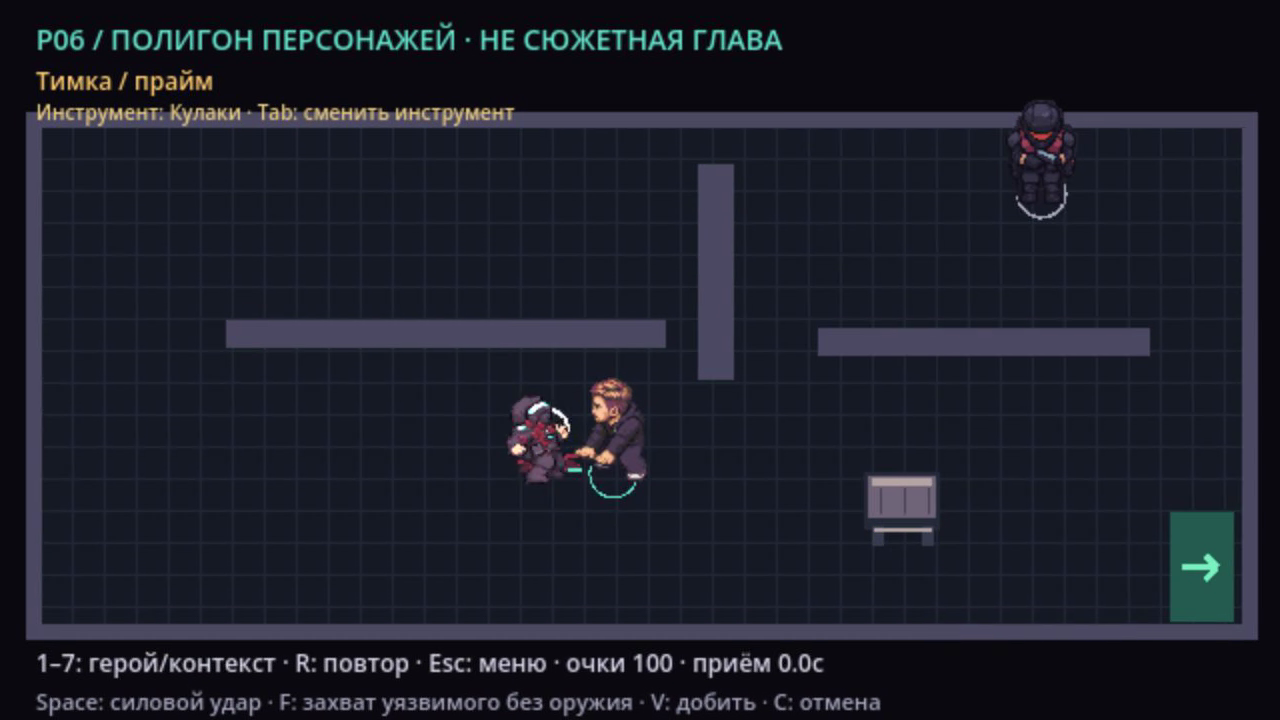 P06 / ПОЛИГОН ПЕРСОНАЖЕЙ · НЕ СЮЖЕТНАЯ ГЛАВА
Тимка / прайм
Инструмент: Кулаки · Tab: сменить инструмент
→
1–7: герой/контекст · R: повтор · Esc: меню · очки 100 · приём 0.0с
Space: силовой удар · F: захват уязвимого без оружия · V: добить · C: отмена